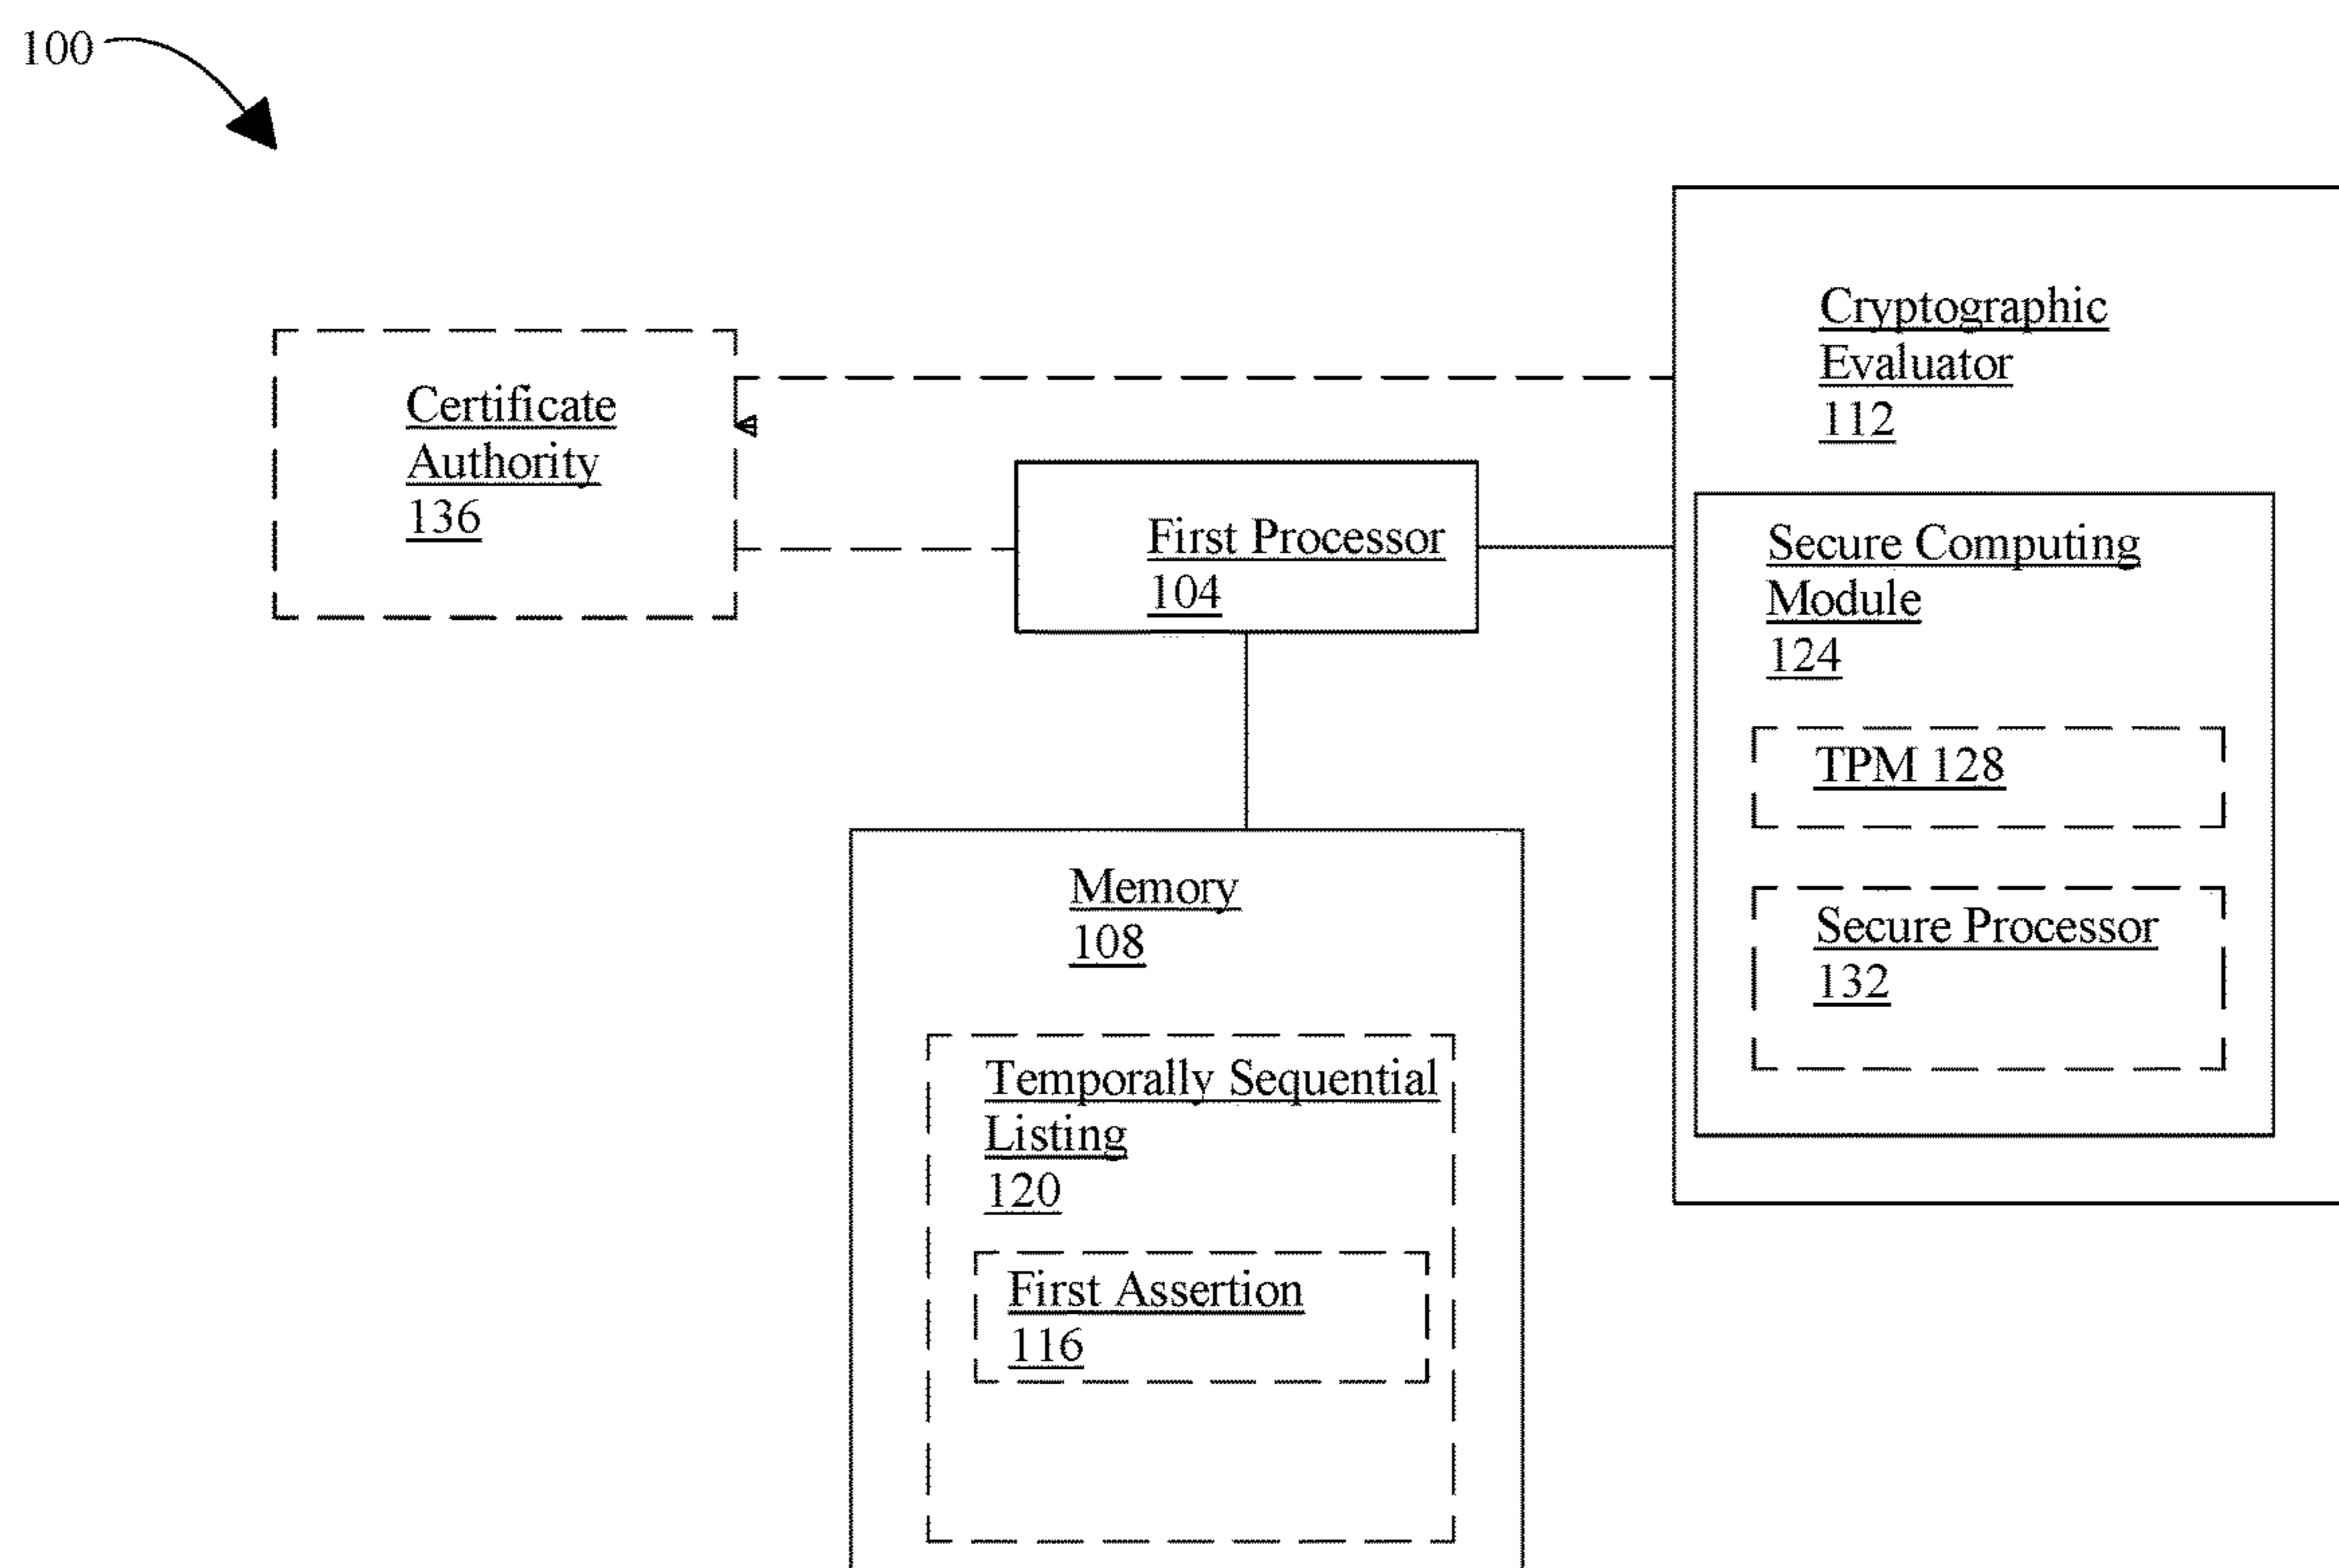 100
Certificate
Authority
136
First Processor
104
Cryptographic
Evaluator
112
Secure Computing
Module
124
TPM 128
Secure Processor
132
Memory
108
Temporally Sequential
Listing
120
First Assertion
116